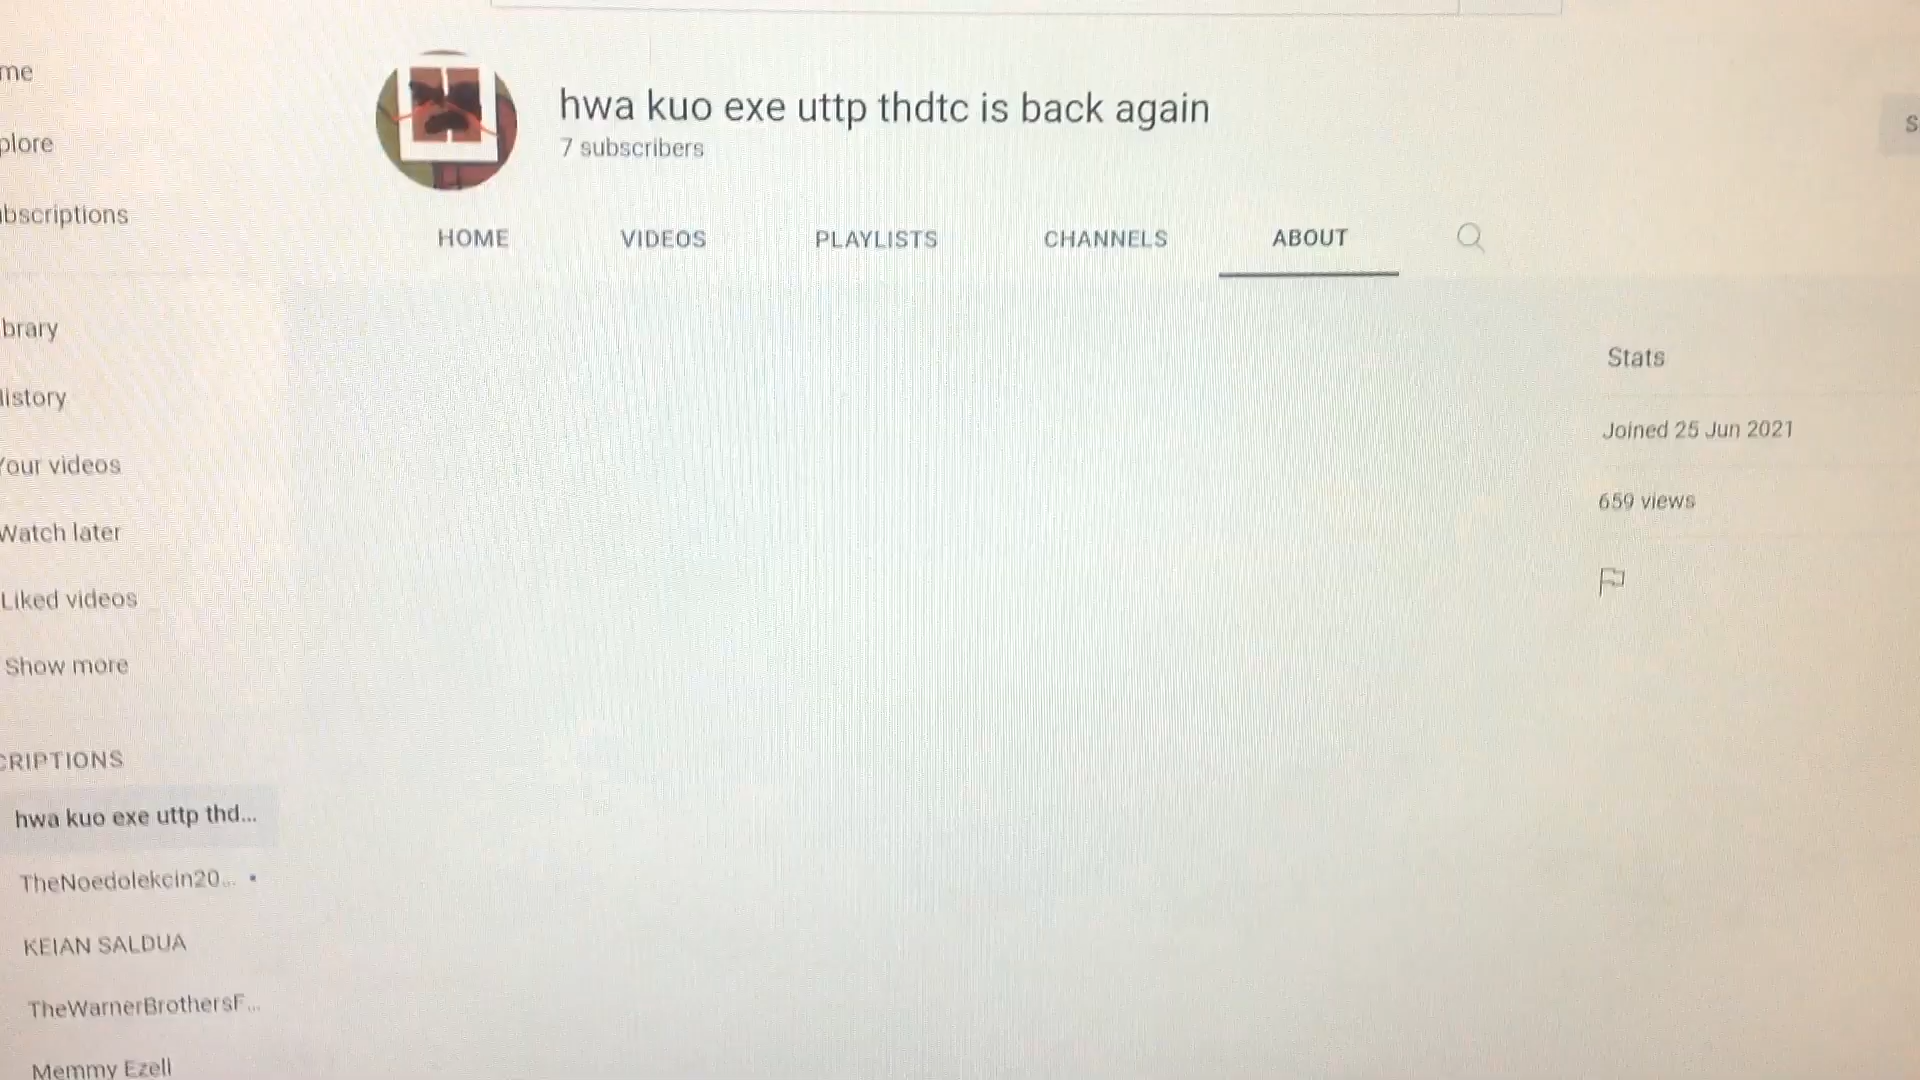 me
plore
bscriptions
brary
History
Your videos
Watch later
Liked videos
Show more
CRIPTIONS
hwa kuo exe uttp thd...
TheNoedolekcin20...
KEIAN SALDUA
TheWarnerBrothersF...
Memmy Ezell
hwa kuo exe uttp thdtc is back again
7 subscribers
S
HOME VIDEOS PLAYLISTS CHANNELS ABOUT
Stats
Joined 25 Jun 2021
659 views